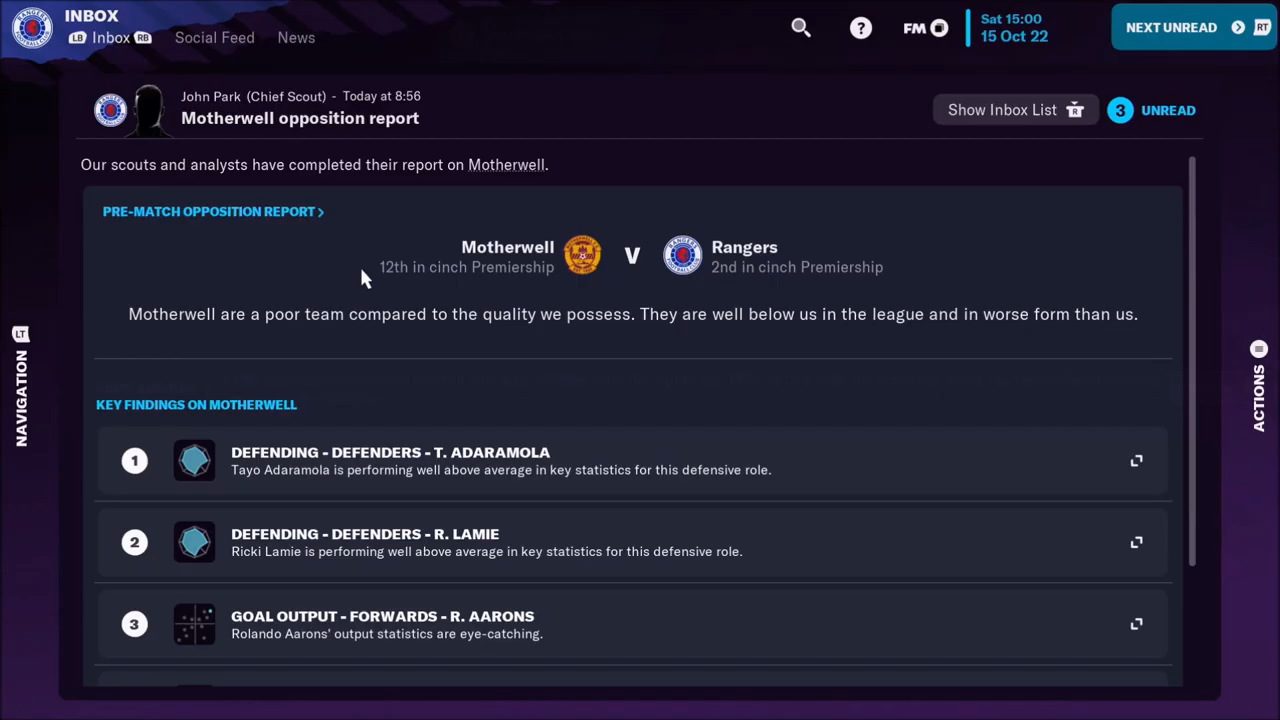 INBOX
LB Inbox RB Social Feed News
? FM Sat 15:00
15 Oct 22
NEXT UNREAD RT
John Park (Chief Scout) - Today at 8:56
Motherwell opposition report
Show Inbox List R 3 UNREAD
Our scouts and analysts have completed their report on Motherwell.
PRE-MATCH OPPOSITION REPORT
Motherwell V Rangers
12th in cinch Premiership 2nd in cinch Premiership
Motherwell are a poor team compared to the quality we possess. They are well below us in the league and in worse form than us.
LT
NAVIGATION
ACTIONS
KEY FINDINGS ON MOTHERWELL
1 DEFENDING - DEFENDERS - T. ADARAMOLA
Tayo Adaramola is performing well above average in key statistics for this defensive role.
2 DEFENDING - DEFENDERS - R. LAMIE
Ricki Lamie is performing well above average in key statistics for this defensive role.
3 GOAL OUTPUT - FORWARDS - R. AARONS
Rolando Aarons' output statistics are eye-catching.